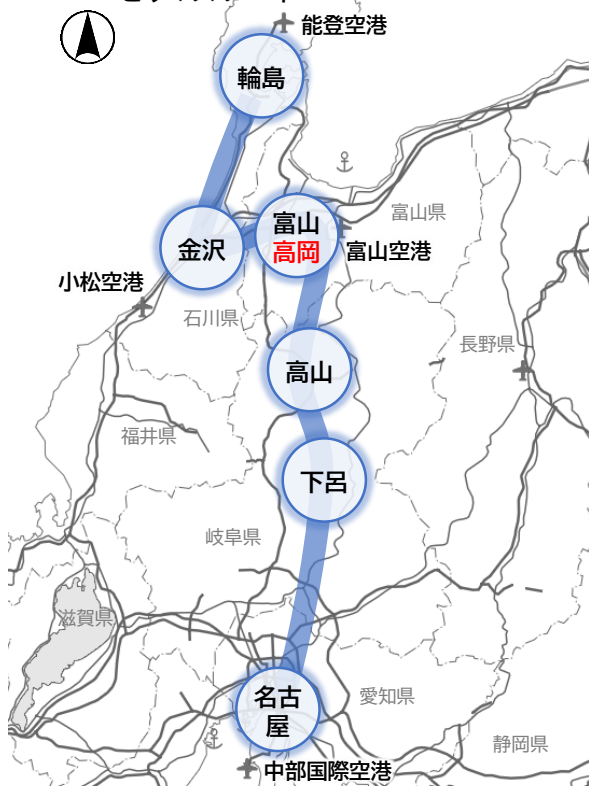 能登空港
輪島
富山県
富山
高岡
金沢
富山空港
小松空港
石川県
長野県
高山
福井県
下呂
岐阜県
滋賀県
名古
屋
愛知県
静岡県
中部国際空港